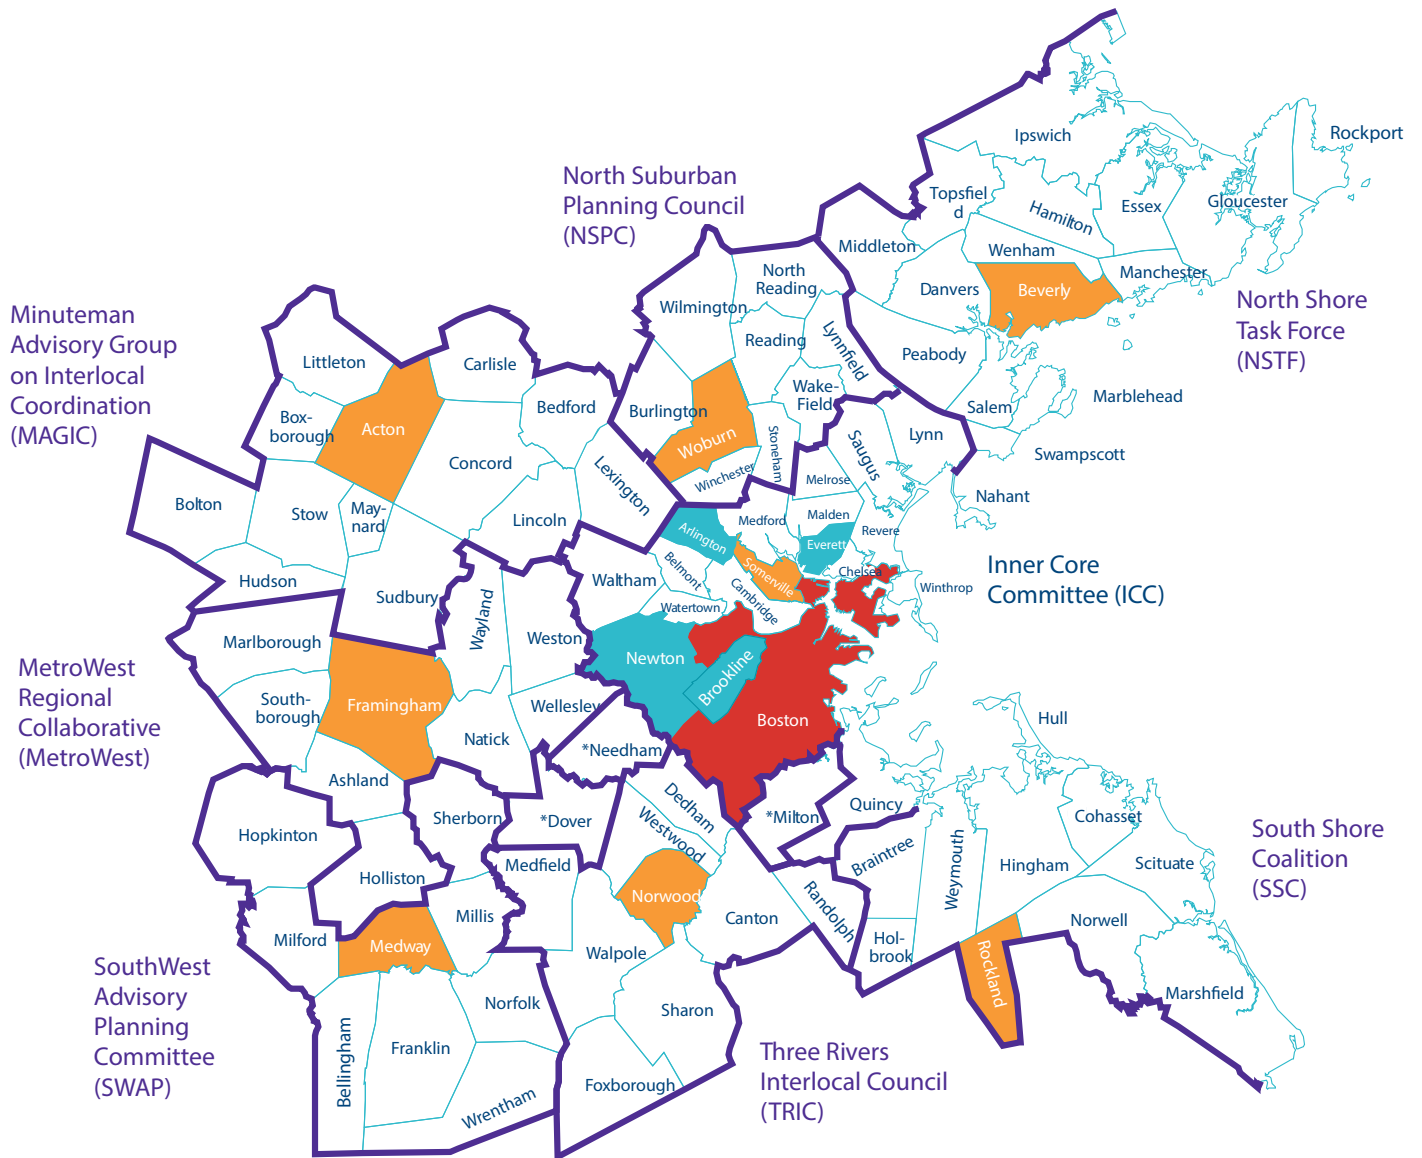 Ipswich
Rockport
North Suburban
Planning Council
(NSPC)
Topsfiel
d
Hamilton
Essex
Gloucester
Middleton
Wenham
North
Reading
Manchester
Danvers
Beverly
North Shore
Task Force
(NSTF)
Wilmington
Minuteman
Advisory Group
on Interlocal
Coordination
(MAGIC)
Reading
Lynnfield
Peabody
Littleton
Carlisle
Wake-
Field
Marblehead
Salem
Bedford
Burlington
Box-
borough
Acton
Woburn
Stoneham
Saugus
Lynn
Swampscott
Concord
Lexington
Winchester
Melrose
Nahant
Bolton
Stow
May-
nard
Lincoln
Medford
Malden
Revere
Arlington
Everett
Inner Core
Committee (ICC)
Hudson
Waltham
Belmont
Somerville
Chelsea
Winthrop
Sudbury
Wayland
Cambridge
Watertown
Marlborough
Weston
Newton
Brookline
MetroWest
Regional
Collaborative
(MetroWest)
South-
borough
Framingham
Wellesley
Boston
Hull
Natick
*Needham
Ashland
Dedham
Quincy
Hopkinton
Sherborn
*Dover
Westwood
*Milton
Cohasset
South Shore
Coalition
(SSC)
Braintree
Weymouth
Hingham
Scituate
Medfield
Holliston
Norwood
Randolph
Millis
Canton
Norwell
Milford
Medway
Walpole
Hol-
brook
Rockland
SouthWest
Advisory
Planning
Committee
(SWAP)
Norfolk
Sharon
Marshfield
Bellingham
Franklin
Three Rivers
Interlocal Council
(TRIC)
Foxborough
Wrentham